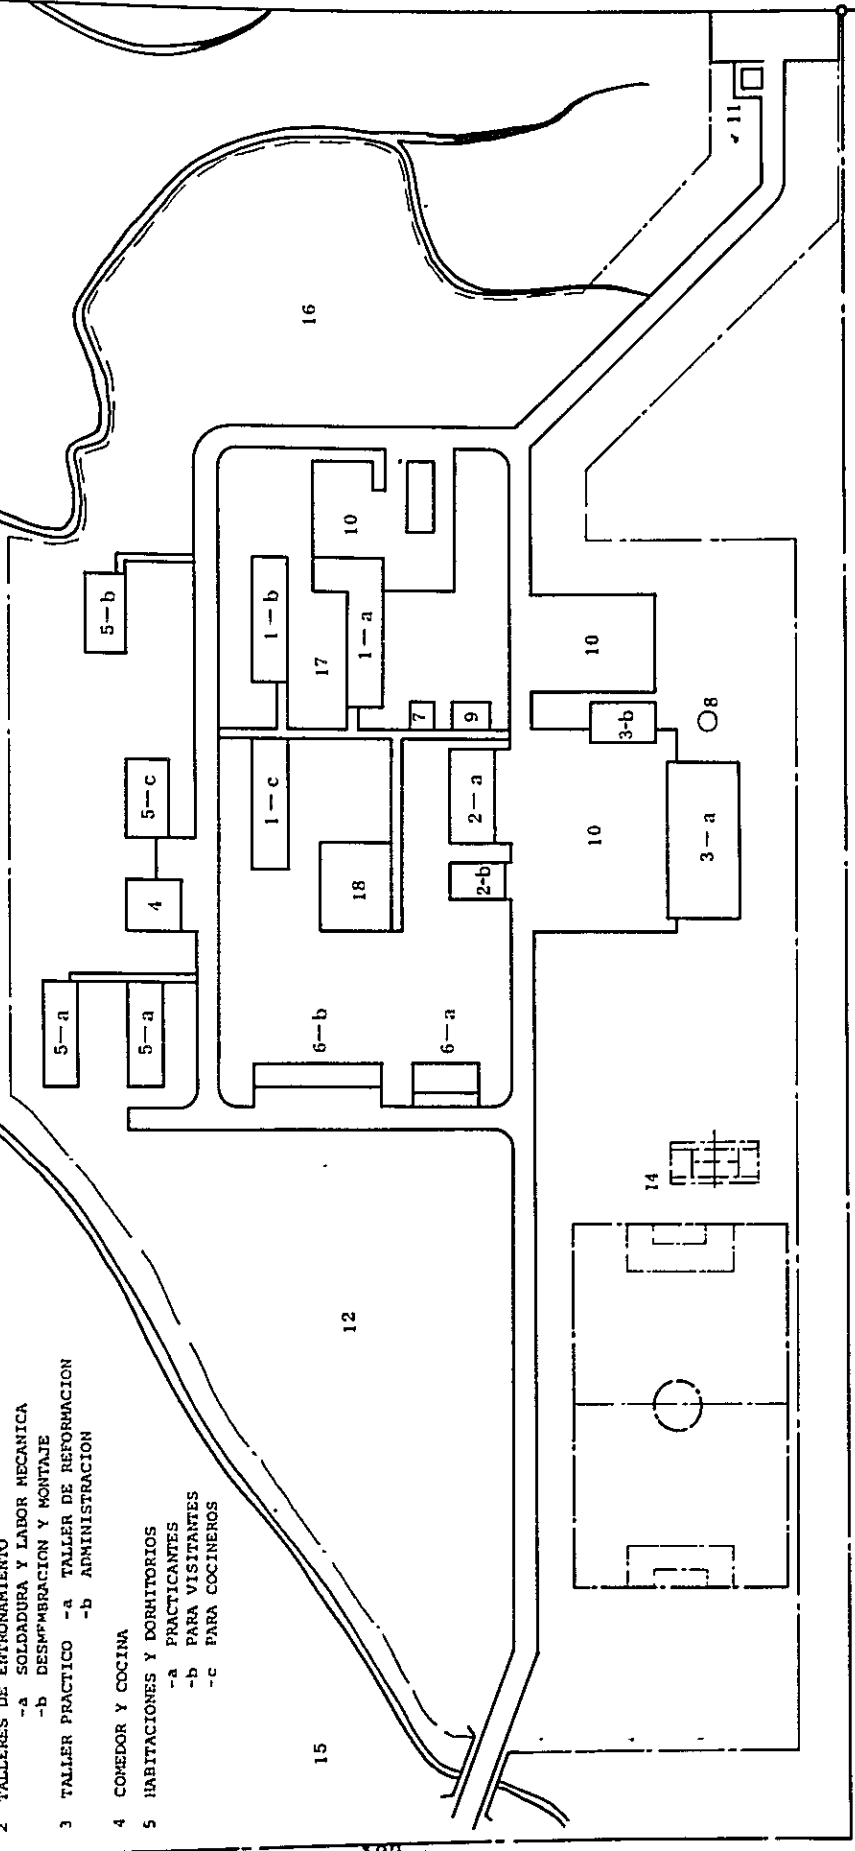 2 TALLERES DE ENTRONAMIENTO
-a SOLDADURA Y LABOR MECANICA
-b DESMEMBRACION Y MONTAJE
3 TALLER PRACTICO -a TALLER DE REFORMACION
-b ADMINISTRACION
4 COMEDOR Y COCINA
5 HABITACIONES Y DORMITORIOS
-a PRACTICANTES
-b PARA VISITANTES
-c PARA COCINEROS
5-a
5-a
4
5-c
5-b
16
11
6-b
6-a
18
1-c
17
1-b
1-a
10
7
9
2-a
2-b
10
10
3-b
8
3-a
12
14
15